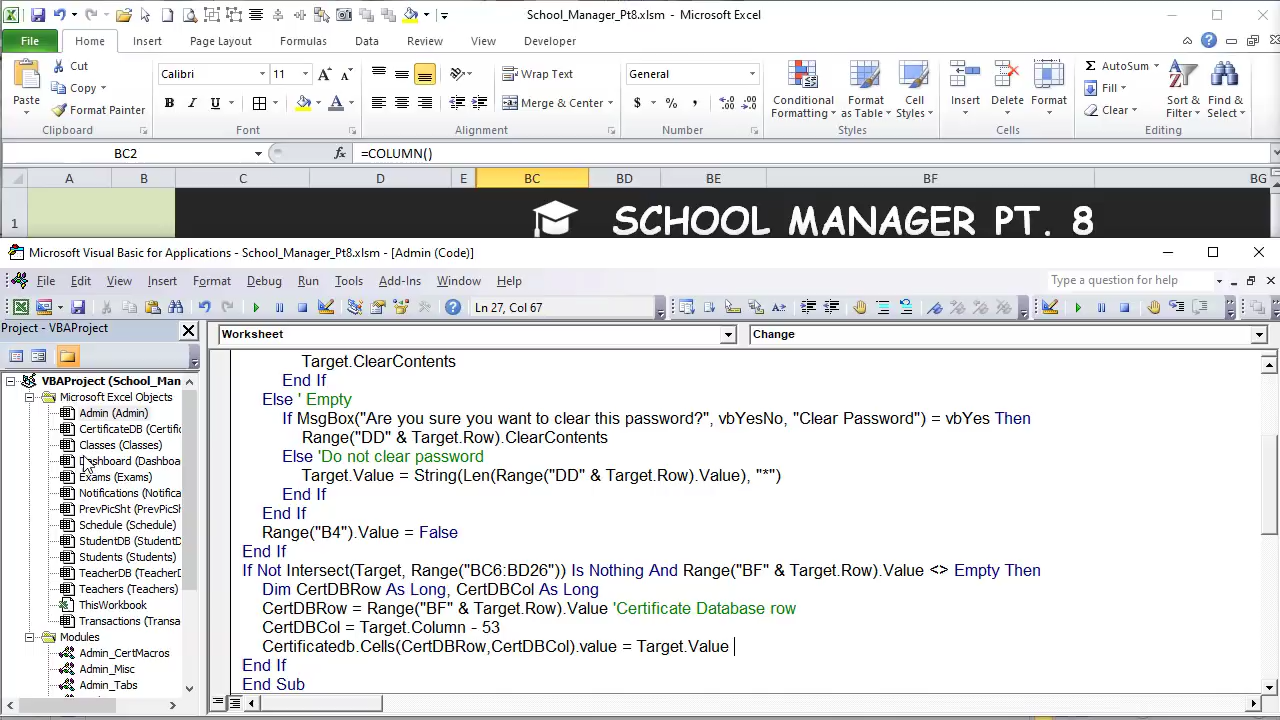 School_Manager_Pt8.xlsm - Microsoft Excel
File Home Insert Page Layout Formulas Data Review View Developer
Cut
Copy
Format Painter
Paste
Clipboard
Calibri 11
B I U A
Font
Wrap Text
Merge & Center
Alignment
General
$ % ,
Number
Conditional Formatting
Format as Table
Cell Styles
Styles
Insert Delete Format
Cells
AutoSum
Fill
Clear
Sort & Filter
Find & Select
Editing
BC2 fx =COLUMN()
A B C D E BC BD BE BF BG
1 SCHOOL MANAGER PT. 8
Microsoft Visual Basic for Applications - School_Manager_Pt8.xlsm - [Admin (Code)]
File Edit View Insert Format Debug Run Tools Add-Ins Window Help Type a question for help
Ln 27, Col 67
Project - VBAProject
VBAProject (School_Man
Microsoft Excel Objects
Admin (Admin)
CertificateDB (Certific
Classes (Classes)
Dashboard (Dashboa
Exams (Exams)
Notifications (Notifica
PrevPicSht (PrevPicSh
Schedule (Schedule)
StudentDB (StudentD
Students (Students)
TeacherDB (TeacherD
Teachers (Teachers)
ThisWorkbook
Transactions (Transa
Modules
Admin_CertMacros
Admin_Misc
Admin_Tabs
Worksheet Change
Target.ClearContents
End If
Else ' Empty
If MsgBox("Are you sure you want to clear this password?", vbYesNo, "Clear Password") = vbYes Then
Range("DD" & Target.Row).ClearContents
Else 'Do not clear password
Target.Value = String(Len(Range("DD" & Target.Row).Value), "*")
End If
End If
Range("B4").Value = False
End If
If Not Intersect(Target, Range("BC6:BD26")) Is Nothing And Range("BF" & Target.Row).Value <> Empty Then
Dim CertDBRow As Long, CertDBCol As Long
CertDBRow = Range("BF" & Target.Row).Value 'Certificate Database row
CertDBCol = Target.Column - 53
Certificatedb.Cells(CertDBRow,CertDBCol).value = Target.Value
End If
End Sub